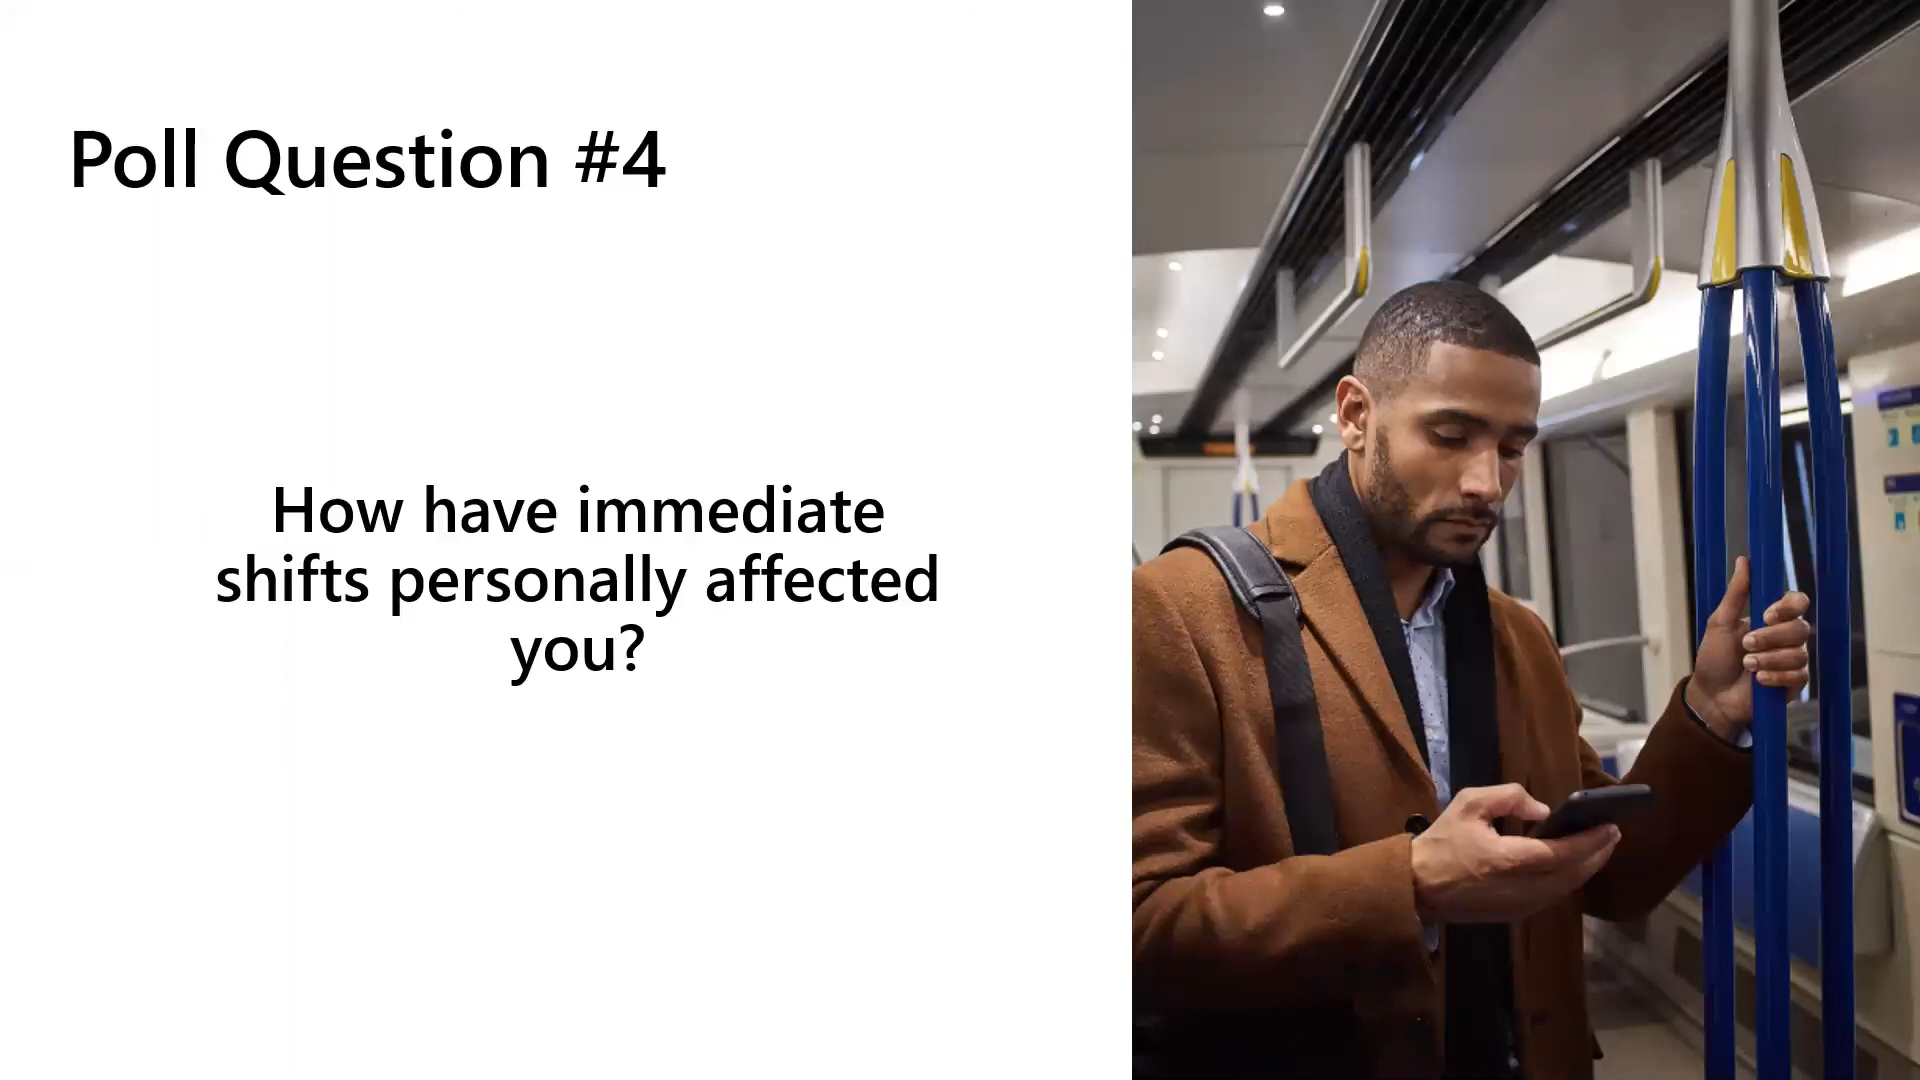 Poll Question #4
How have immediate
shifts personally affected
you?